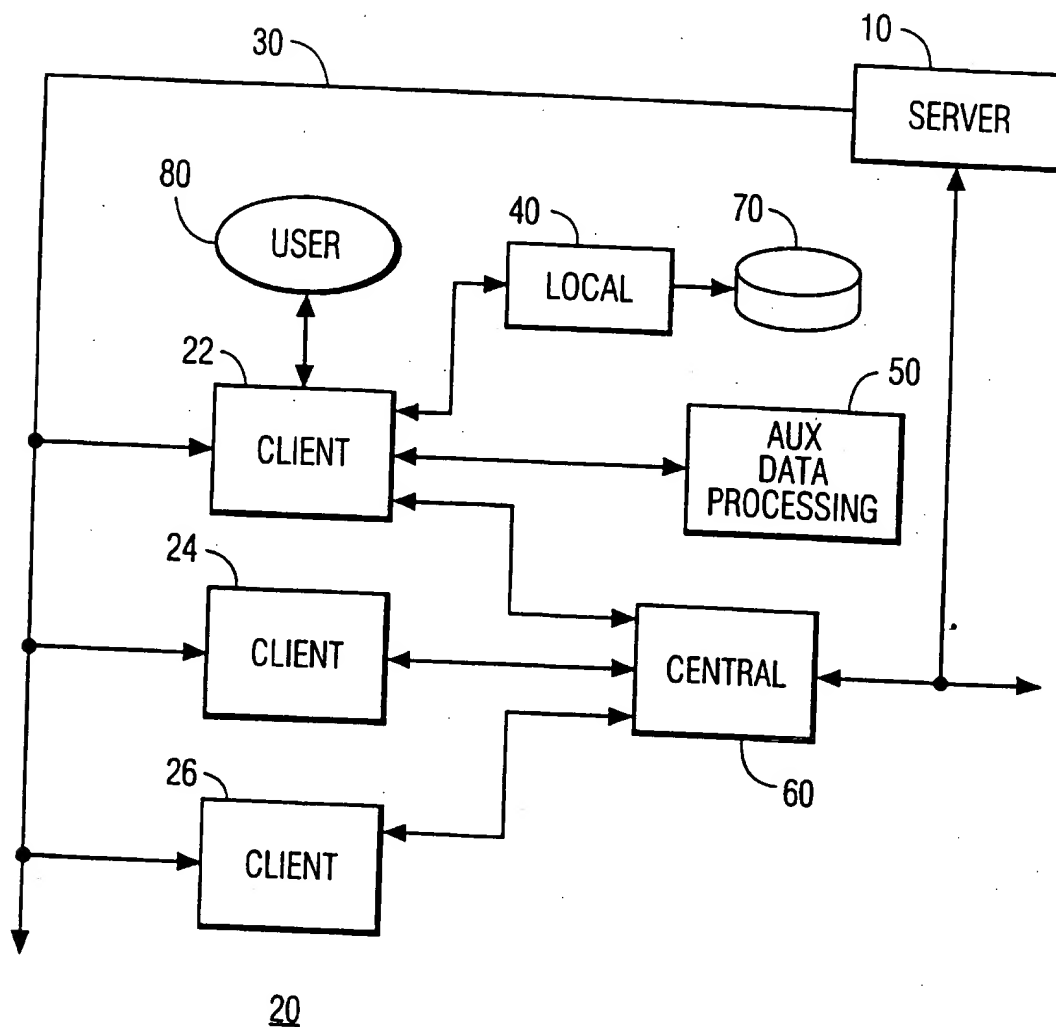 30
10
SERVER
80
USER
40
LOCAL
70
22
CLIENT
50
AUX
DATA
PROCESSING
24
CLIENT
CENTRAL
60
26
CLIENT
20